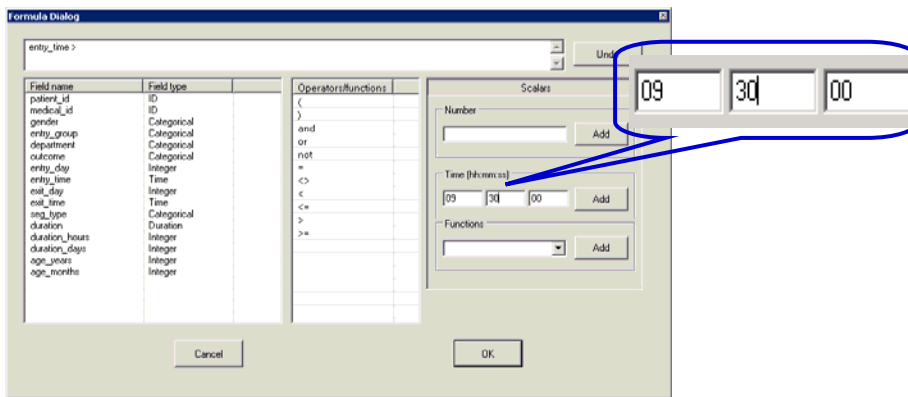 Formula Dialog
entry_time >
Undo
09 30 00
Field name Field type
patient_id ID
medical_id ID
gender Categorical
entry_group Categorical
department Categorical
outcome Categorical
entry_day Integer
entry_time Time
exit_day Integer
exit_time Time
seg_type Categorical
duration Duration
duration_hours Integer
duration_days Integer
age_years Integer
age_months Integer
Operators/functions
(
)
and
or
not
=
<>
<
<=
>
>=
Scalars
Number
Add
Time (hh:mm:ss)
09 30 00 Add
Functions
Add
Cancel OK